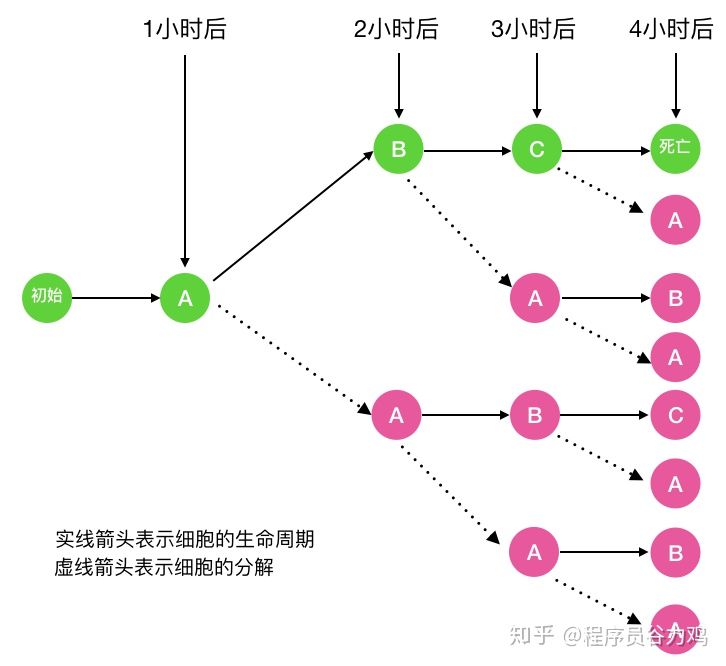 1小时后 2小时后 3小时后 4小时后
B C 死亡
A
初始 A A B
A
A B C
A
实线箭头表示细胞的生命周期
A B
虚线箭头表示细胞的分解
A
知乎 @程序员谷力鸡